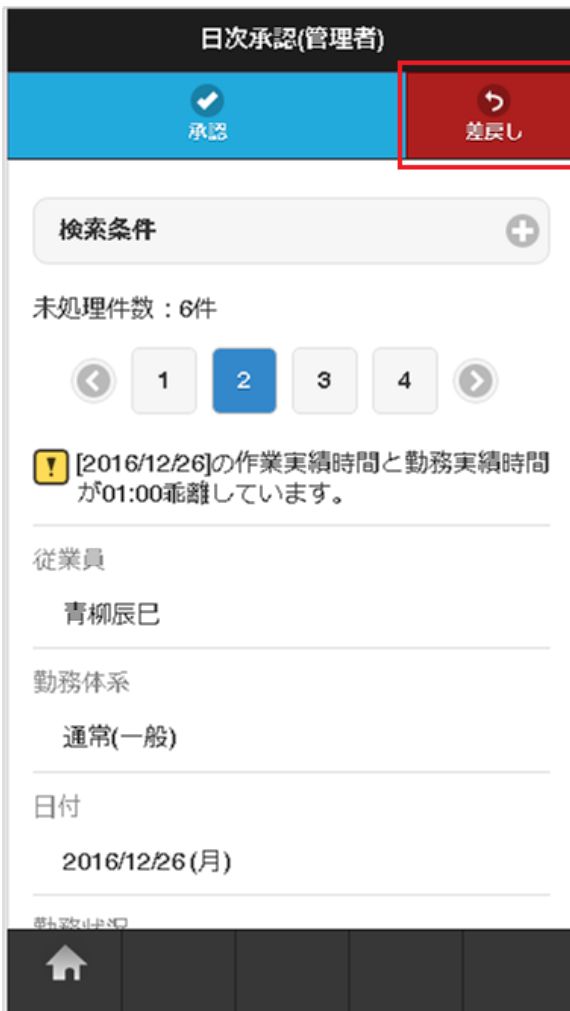 日次承認(管理者)
承認
差戻し
検索条件
未処理件数：6件
1 2 3 4
[2016/12/26]の作業実績時間と勤務実績時間
が01:00乖離しています。
従業員
青柳辰巳
勤務体系
通常(一般)
日付
2016/12/26 (月)
勤務状況